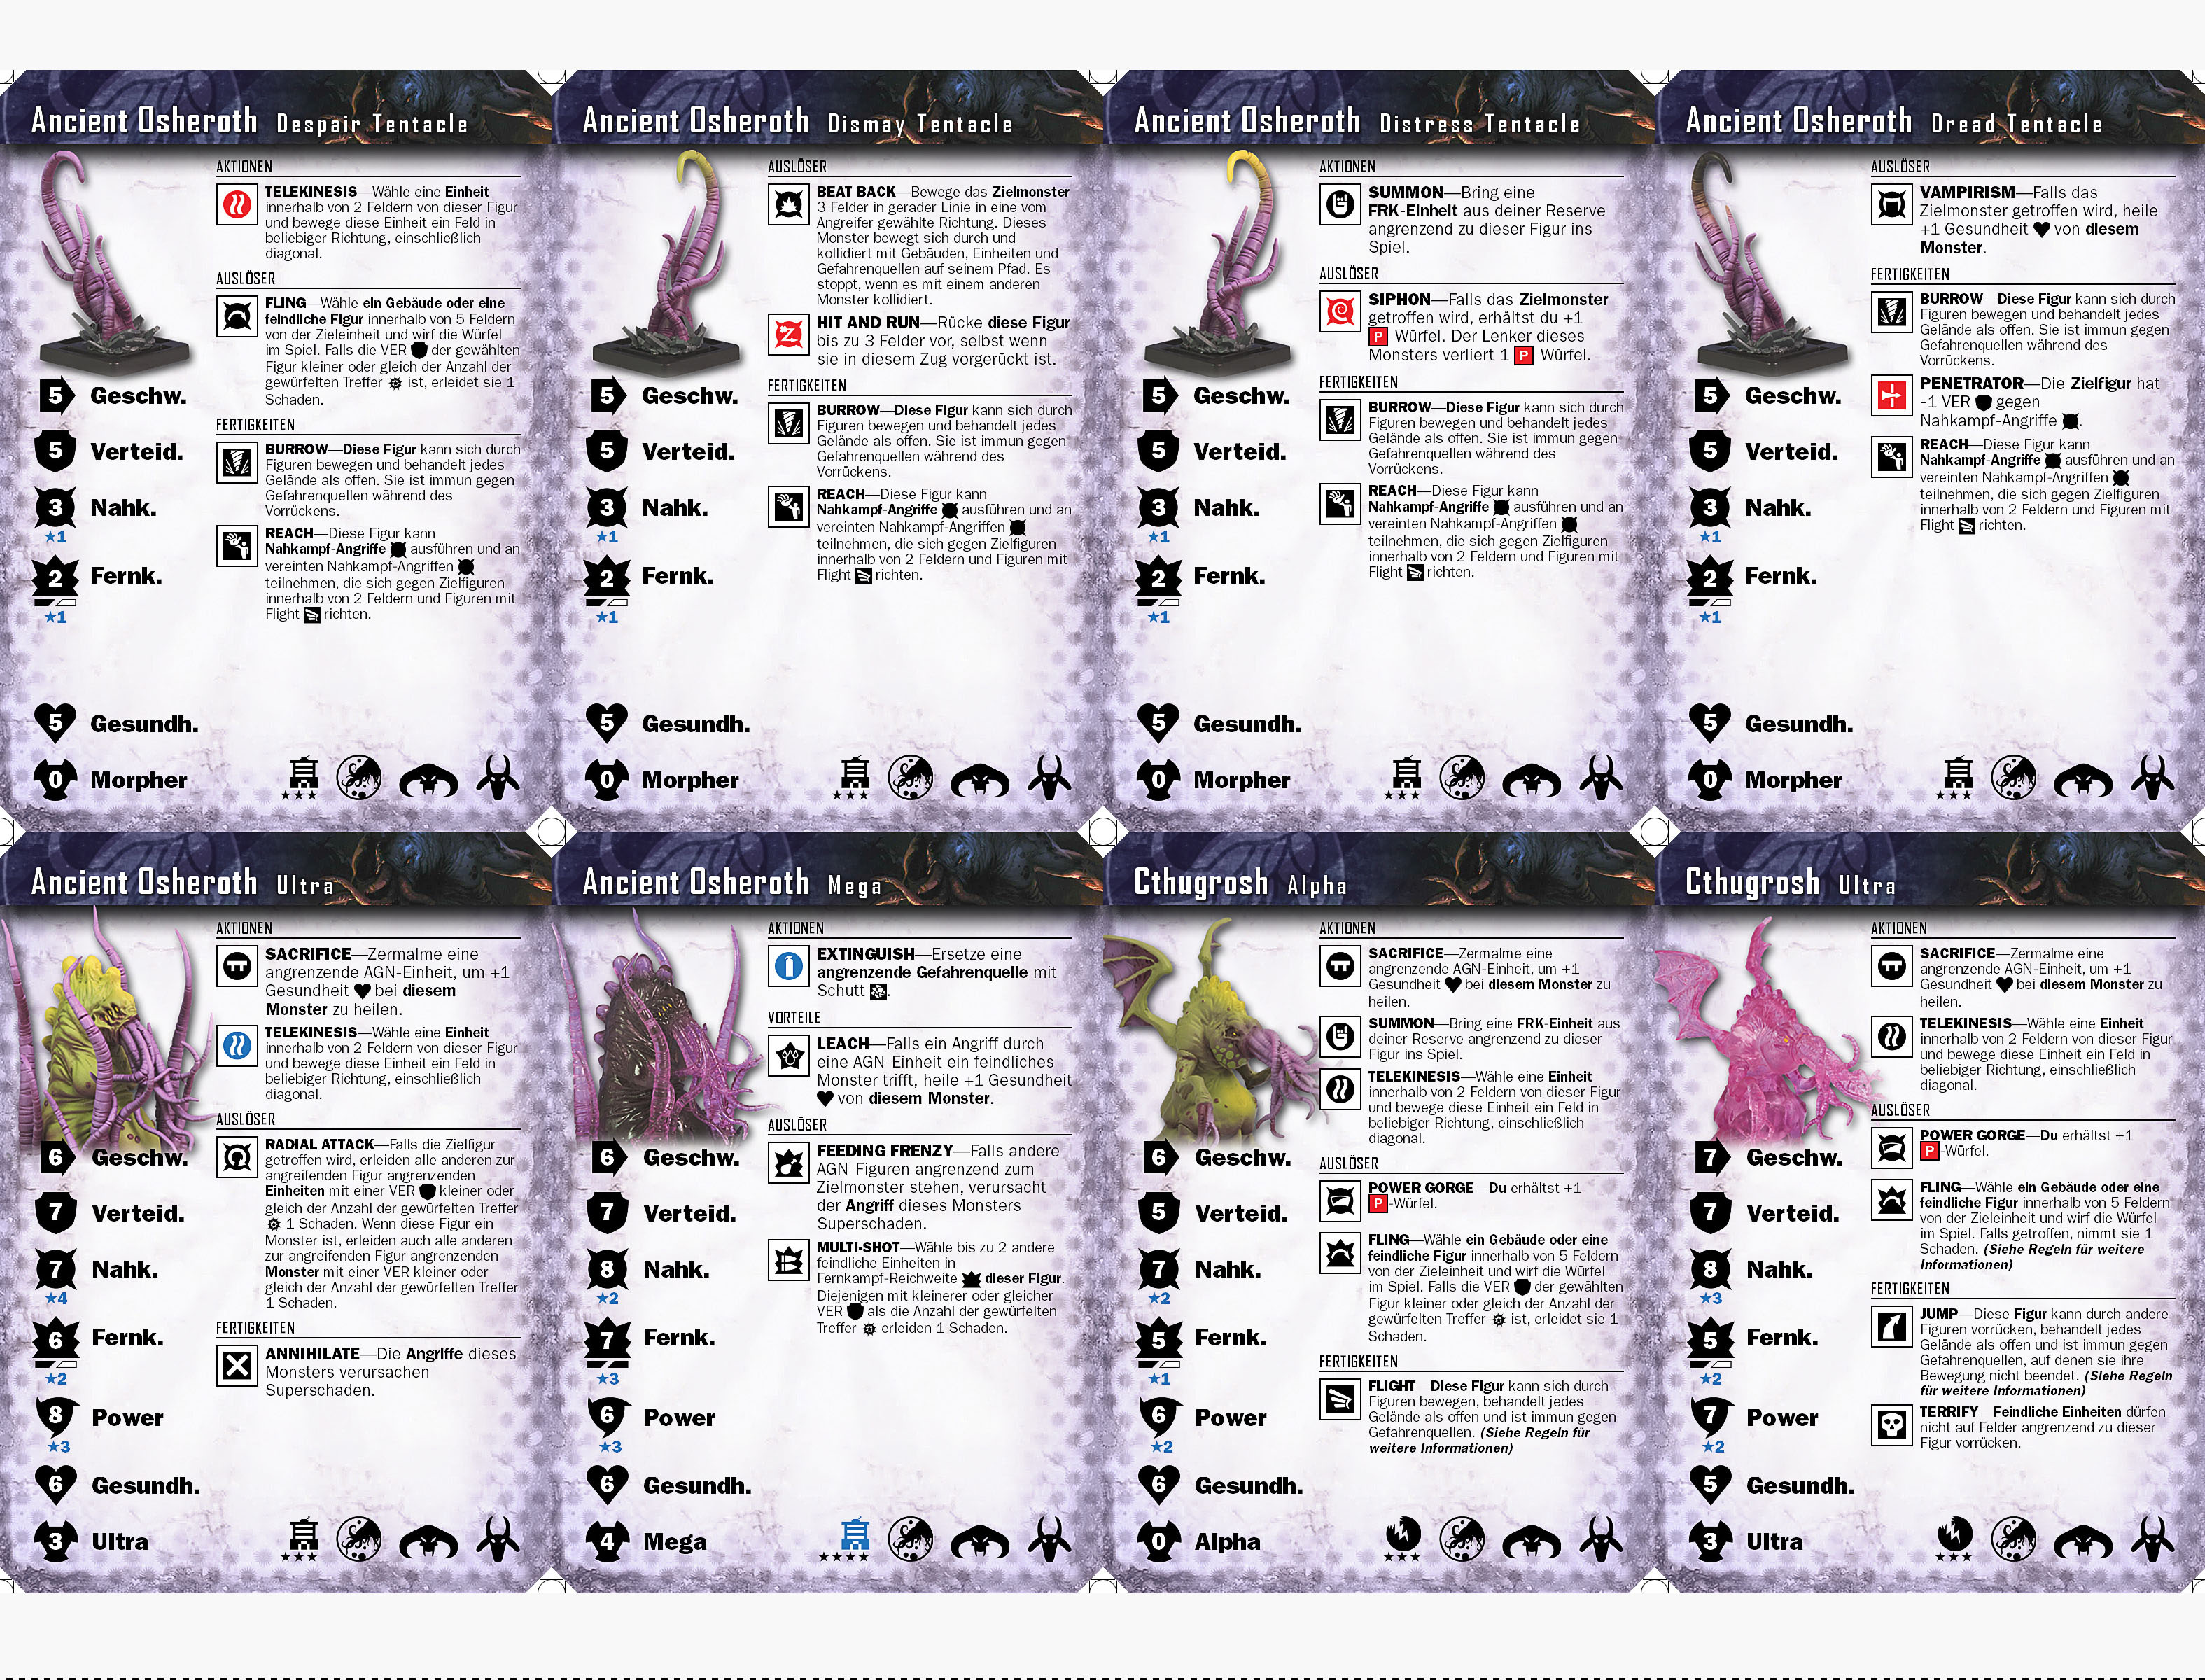 Ancient Osheroth Despair Tentacle
AKTIONEN
TELEKINESIS—Wähle eine Einheit
innerhalb von 2 Feldern von dieser Figur
und bewege diese Einheit ein Feld in
beliebiger Richtung, einschließlich
diagonal.
AUSLÖSER
FLING—Wähle ein Gebäude oder eine
feindliche Figur innerhalb von 5 Feldern
von der Zieleinheit und wirf die Würfel
im Spiel. Falls die VER der gewählten
Figur kleiner oder gleich der Anzahl der
gewürfelten Treffer ist, erleidet sie 1
Schaden.
FERTIGKEITEN
BURROW—Diese Figur kann sich durch
Figuren bewegen und behandelt jedes
Gelände als offen. Sie ist immun gegen
Gefahrenquellen während des
Vorrückens.
REACH—Diese Figur kann
Nahkampf-Angriffe ausführen und an
vereinten Nahkampf-Angriffen
teilnehmen, die sich gegen Zielfiguren
innerhalb von 2 Feldern und Figuren mit
Flight richten.
5 Geschw.
5 Verteid.
3 Nahk.
★1
2 Fernk.
★1
5 Gesundh.
0 Morpher
★★★
Ancient Osheroth Dismay Tentacle
AUSLÖSER
BEAT BACK—Bewege das Zielmonster
3 Felder in gerader Linie in eine vom
Angreifer gewählte Richtung. Dieses
Monster bewegt sich durch und
kollidiert mit Gebäuden, Einheiten und
Gefahrenquellen auf seinem Pfad. Es
stoppt, wenn es mit einem anderen
Monster kollidiert.
HIT AND RUN—Rücke diese Figur
bis zu 3 Felder vor, selbst wenn
sie in diesem Zug vorgerückt ist.
FERTIGKEITEN
BURROW—Diese Figur kann sich durch
Figuren bewegen und behandelt jedes
Gelände als offen. Sie ist immun gegen
Gefahrenquellen während des
Vorrückens.
REACH—Diese Figur kann
Nahkampf-Angriffe ausführen und an
vereinten Nahkampf-Angriffen
teilnehmen, die sich gegen Zielfiguren
innerhalb von 2 Feldern und Figuren mit
Flight richten.
5 Geschw.
5 Verteid.
3 Nahk.
★1
2 Fernk.
★1
5 Gesundh.
0 Morpher
★★★
Ancient Osheroth Distress Tentacle
AKTIONEN
SUMMON—Bring eine
FRK-Einheit aus deiner Reserve
angrenzend zu dieser Figur ins
Spiel.
AUSLÖSER
SIPHON—Falls das Zielmonster
getroffen wird, erhältst du +1
P-Würfel. Der Lenker dieses
Monsters verliert 1 P-Würfel.
FERTIGKEITEN
BURROW—Diese Figur kann sich durch
Figuren bewegen und behandelt jedes
Gelände als offen. Sie ist immun gegen
Gefahrenquellen während des
Vorrückens.
REACH—Diese Figur kann
Nahkampf-Angriffe ausführen und an
vereinten Nahkampf-Angriffen
teilnehmen, die sich gegen Zielfiguren
innerhalb von 2 Feldern und Figuren mit
Flight richten.
5 Geschw.
5 Verteid.
3 Nahk.
★1
2 Fernk.
★1
5 Gesundh.
0 Morpher
★★★
Ancient Osheroth Dread Tentacle
AUSLÖSER
VAMPIRISM—Falls das
Zielmonster getroffen wird, heile
+1 Gesundheit ♥ von diesem
Monster.
FERTIGKEITEN
BURROW—Diese Figur kann sich durch
Figuren bewegen und behandelt jedes
Gelände als offen. Sie ist immun gegen
Gefahrenquellen während des
Vorrückens.
PENETRATOR—Die Zielfigur hat
-1 VER gegen
Nahkampf-Angriffe .
REACH—Diese Figur kann
Nahkampf-Angriffe ausführen und an
vereinten Nahkampf-Angriffen
teilnehmen, die sich gegen Zielfiguren
innerhalb von 2 Feldern und Figuren mit
Flight richten.
5 Geschw.
5 Verteid.
3 Nahk.
★1
2 Fernk.
★1
5 Gesundh.
0 Morpher
★★★
Ancient Osheroth Ultra
AKTIONEN
SACRIFICE—Zermalme eine
angrenzende AGN-Einheit, um +1
Gesundheit ♥ bei diesem
Monster zu heilen.
TELEKINESIS—Wähle eine Einheit
innerhalb von 2 Feldern von dieser Figur
und bewege diese Einheit ein Feld in
beliebiger Richtung, einschließlich
diagonal.
AUSLÖSER
RADIAL ATTACK—Falls die Zielfigur
getroffen wird, erleiden alle anderen zur
angreifenden Figur angrenzenden
Einheiten mit einer VER kleiner oder
gleich der Anzahl der gewürfelten Treffer
1 Schaden. Wenn diese Figur ein
Monster ist, erleiden auch alle anderen
zur angreifenden Figur angrenzenden
Monster mit einer VER kleiner oder
gleich der Anzahl der gewürfelten Treffer
1 Schaden.
FERTIGKEITEN
ANNIHILATE—Die Angriffe dieses
Monsters verursachen
Superschaden.
6 Geschw.
7 Verteid.
7 Nahk.
★4
6 Fernk.
★2
8 Power
★3
6 Gesundh.
3 Ultra
★★★
Ancient Osheroth Mega
AKTIONEN
EXTINGUISH—Ersetze eine
angrenzende Gefahrenquelle mit
Schutt .
VORTEILE
LEACH—Falls ein Angriff durch
eine AGN-Einheit ein feindliches
Monster trifft, heile +1 Gesundheit
♥ von diesem Monster.
AUSLÖSER
FEEDING FRENZY—Falls andere
AGN-Figuren angrenzend zum
Zielmonster stehen, verursacht
der Angriff dieses Monsters
Superschaden.
MULTI-SHOT—Wähle bis zu 2 andere
feindliche Einheiten in
Fernkampf-Reichweite dieser Figur.
Diejenigen mit kleinerer oder gleicher
VER als die Anzahl der gewürfelten
Treffer erleiden 1 Schaden.
6 Geschw.
7 Verteid.
8 Nahk.
★2
7 Fernk.
★3
6 Power
★3
6 Gesundh.
4 Mega
★★★★
Cthugrosh Alpha
AKTIONEN
SACRIFICE—Zermalme eine
angrenzende AGN-Einheit, um +1
Gesundheit ♥ bei diesem Monster zu
heilen.
SUMMON—Bring eine FRK-Einheit aus
deiner Reserve angrenzend zu dieser
Figur ins Spiel.
TELEKINESIS—Wähle eine Einheit
innerhalb von 2 Feldern von dieser Figur
und bewege diese Einheit ein Feld in
beliebiger Richtung, einschließlich
diagonal.
AUSLÖSER
POWER GORGE—Du erhältst +1
P-Würfel.
FLING—Wähle ein Gebäude oder eine
feindliche Figur innerhalb von 5 Feldern
von der Zieleinheit und wirf die Würfel
im Spiel. Falls die VER der gewählten
Figur kleiner oder gleich der Anzahl der
gewürfelten Treffer ist, erleidet sie 1
Schaden.
FERTIGKEITEN
FLIGHT—Diese Figur kann sich durch
Figuren bewegen, behandelt jedes
Gelände als offen und ist immun gegen
Gefahrenquellen. (Siehe Regeln für
weitere Informationen)
6 Geschw.
5 Verteid.
7 Nahk.
★2
5 Fernk.
★1
6 Power
★2
6 Gesundh.
0 Alpha
★★★
Cthugrosh Ultra
AKTIONEN
SACRIFICE—Zermalme eine
angrenzende AGN-Einheit, um +1
Gesundheit ♥ bei diesem Monster zu
heilen.
TELEKINESIS—Wähle eine Einheit
innerhalb von 2 Feldern von dieser Figur
und bewege diese Einheit ein Feld in
beliebiger Richtung, einschließlich
diagonal.
AUSLÖSER
POWER GORGE—Du erhältst +1
P-Würfel.
FLING—Wähle ein Gebäude oder eine
feindliche Figur innerhalb von 5 Feldern
von der Zieleinheit und wirf die Würfel
im Spiel. Falls getroffen, nimmt sie 1
Schaden. (Siehe Regeln für weitere
Informationen)
FERTIGKEITEN
JUMP—Diese Figur kann durch andere
Figuren vorrücken, behandelt jedes
Gelände als offen und ist immun gegen
Gefahrenquellen, auf denen sie ihre
Bewegung nicht beendet. (Siehe Regeln
für weitere Informationen)
TERRIFY—Feindliche Einheiten dürfen
nicht auf Felder angrenzend zu dieser
Figur vorrücken.
7 Geschw.
7 Verteid.
8 Nahk.
★3
5 Fernk.
★2
7 Power
★2
5 Gesundh.
3 Ultra
★★★